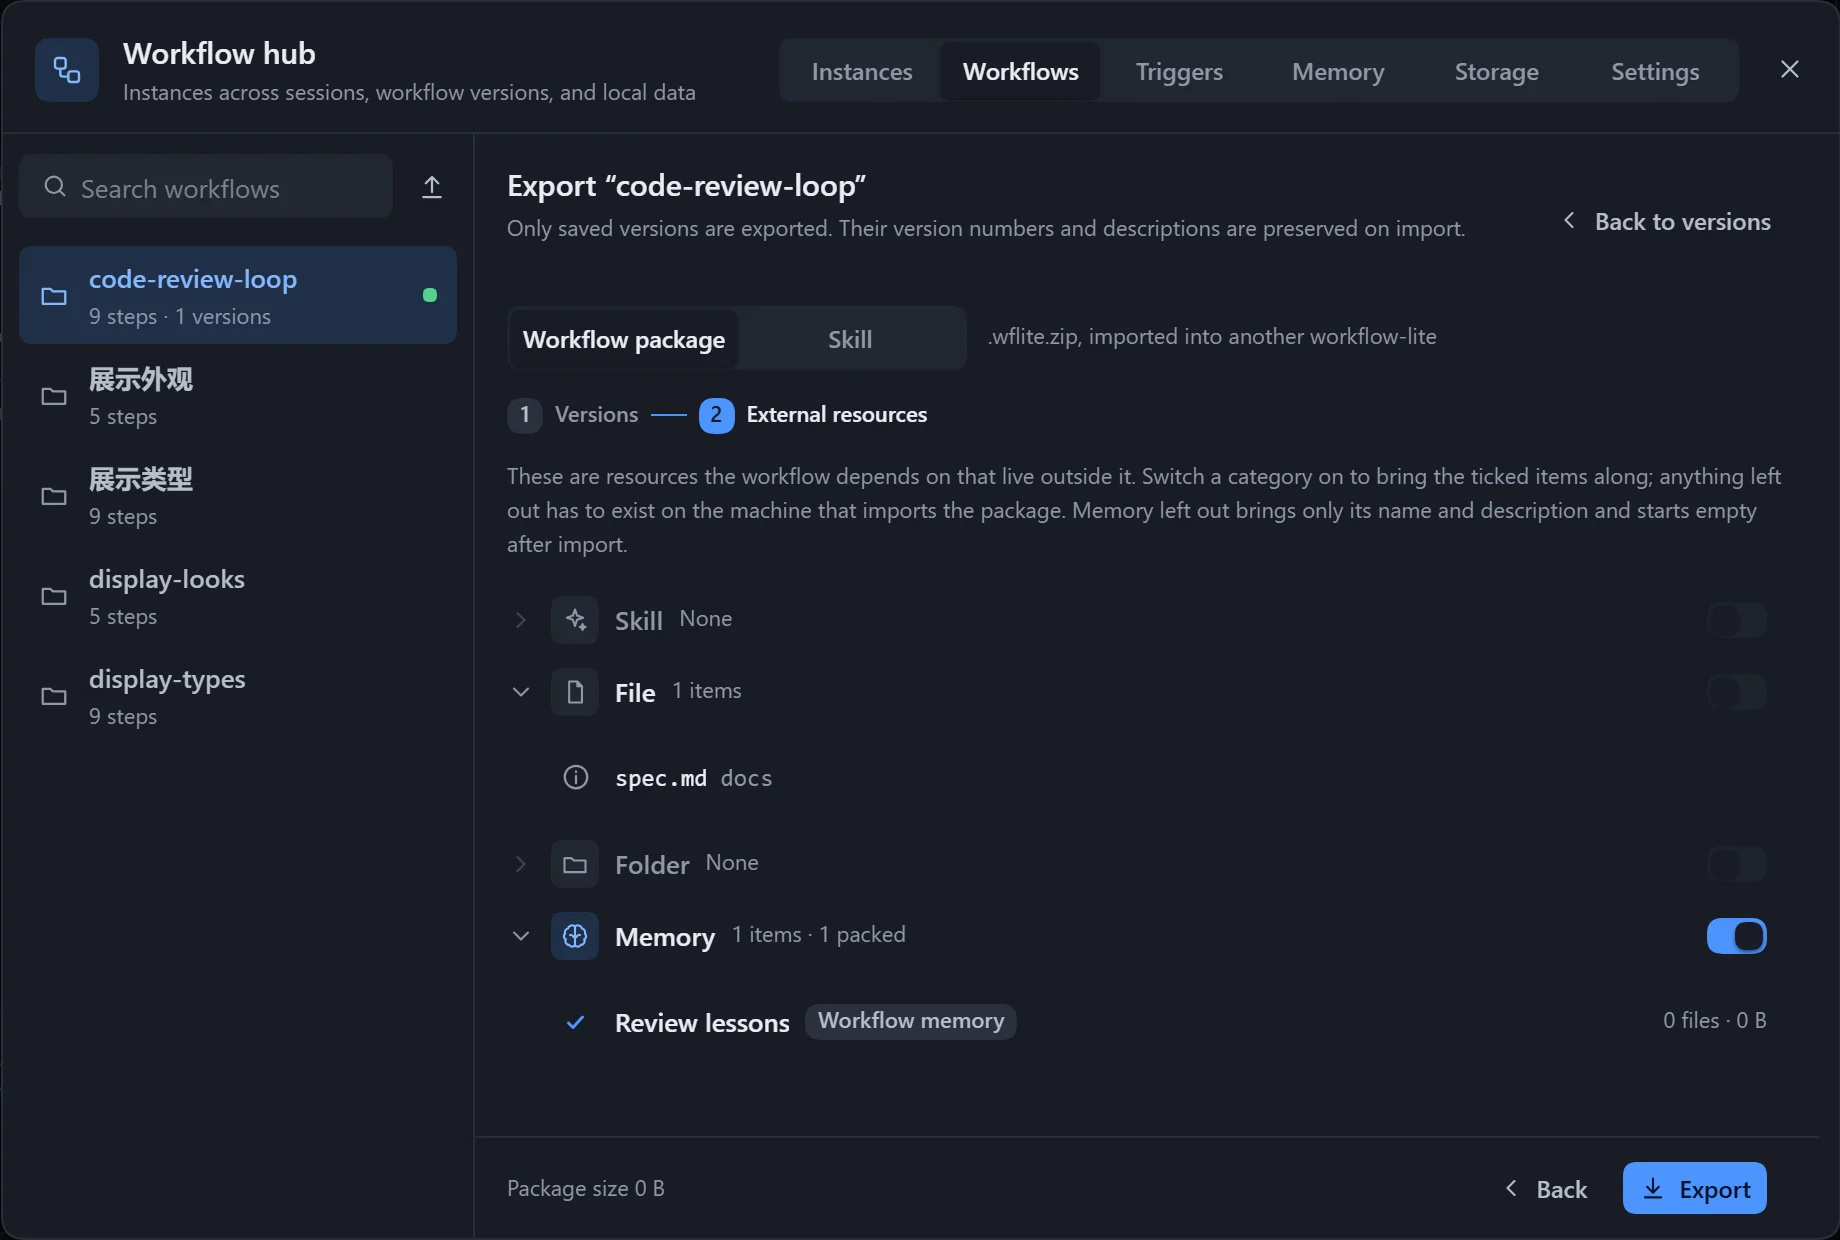 Workflow hub
Instances across sessions, workflow versions, and local data
Instances
Workflows
Triggers
Memory
Storage
Settings
Search workflows
code-review-loop
9 steps · 1 versions
展示外观
5 steps
展示类型
9 steps
display-looks
5 steps
display-types
9 steps
Export “code-review-loop”
Only saved versions are exported. Their version numbers and descriptions are preserved on import.
Back to versions
Workflow package
Skill
.wflite.zip, imported into another workflow-lite
1 Versions
2 External resources
These are resources the workflow depends on that live outside it. Switch a category on to bring the ticked items along; anything left
out has to exist on the machine that imports the package. Memory left out brings only its name and description and starts empty
after import.
Skill None
File 1 items
spec.md docs
Folder None
Memory 1 items · 1 packed
Review lessons Workflow memory 0 files · 0 B
Package size 0 B
Back
Export